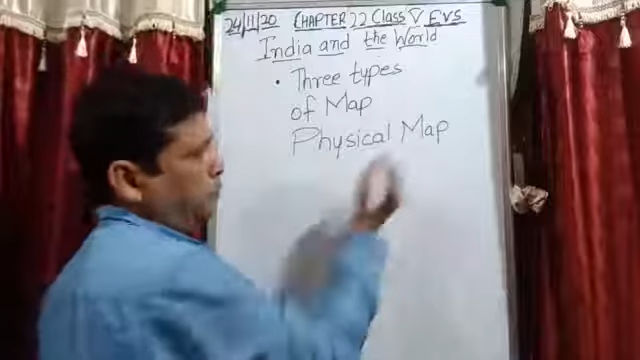 24/11/20 CHAPTER 22 Class V EVS
India and the World
• Three types
of Map
Physical Map